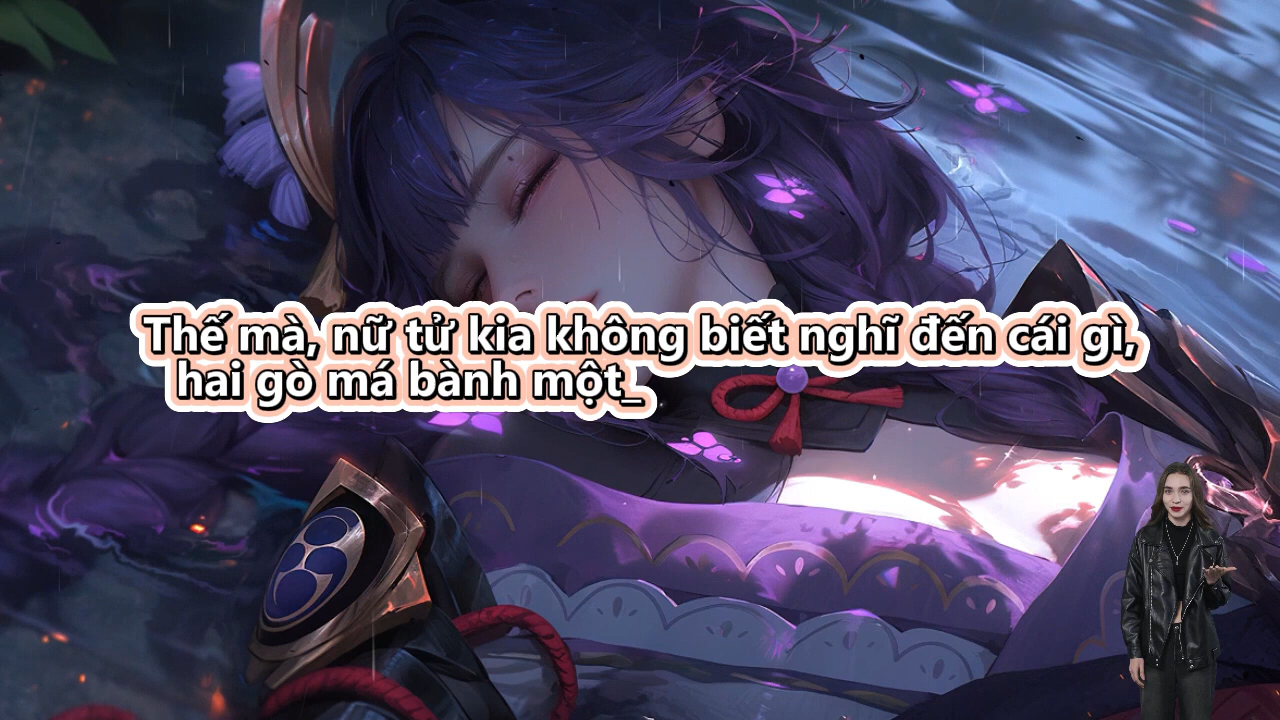 Thế mà, nữ tử kia không biết nghĩ đến cái gì,
hai gò má bành một_